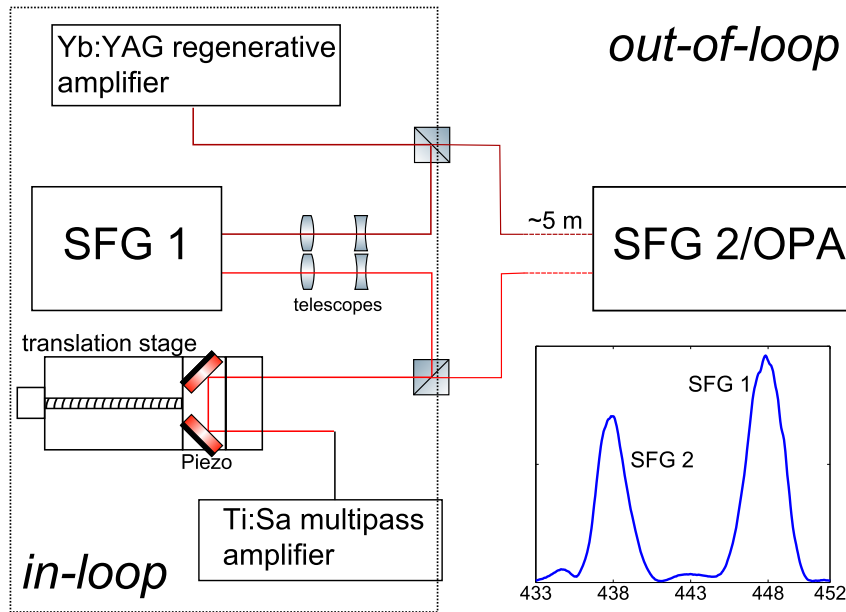 Yb:YAG regenerative
amplifier
out-of-loop
SFG 1
telescopes
~5 m
SFG 2/OPA
translation stage
Piezo
Ti:Sa multipass
amplifier
in-loop
SFG 1
SFG 2
433 438 443 448 452